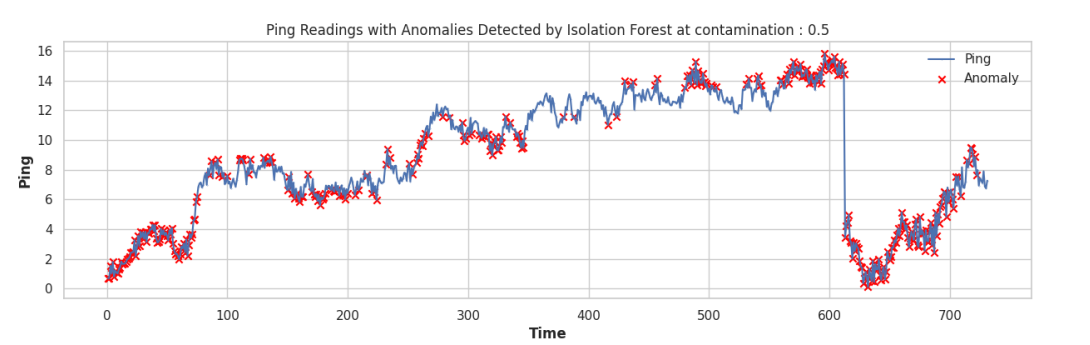 Ping Readings with Anomalies Detected by Isolation Forest at contamination : 0.5
16
14
12
10
8
6
4
2
0
Ping
Ping
Anomaly
0 100 200 300 400 500 600 700
Time